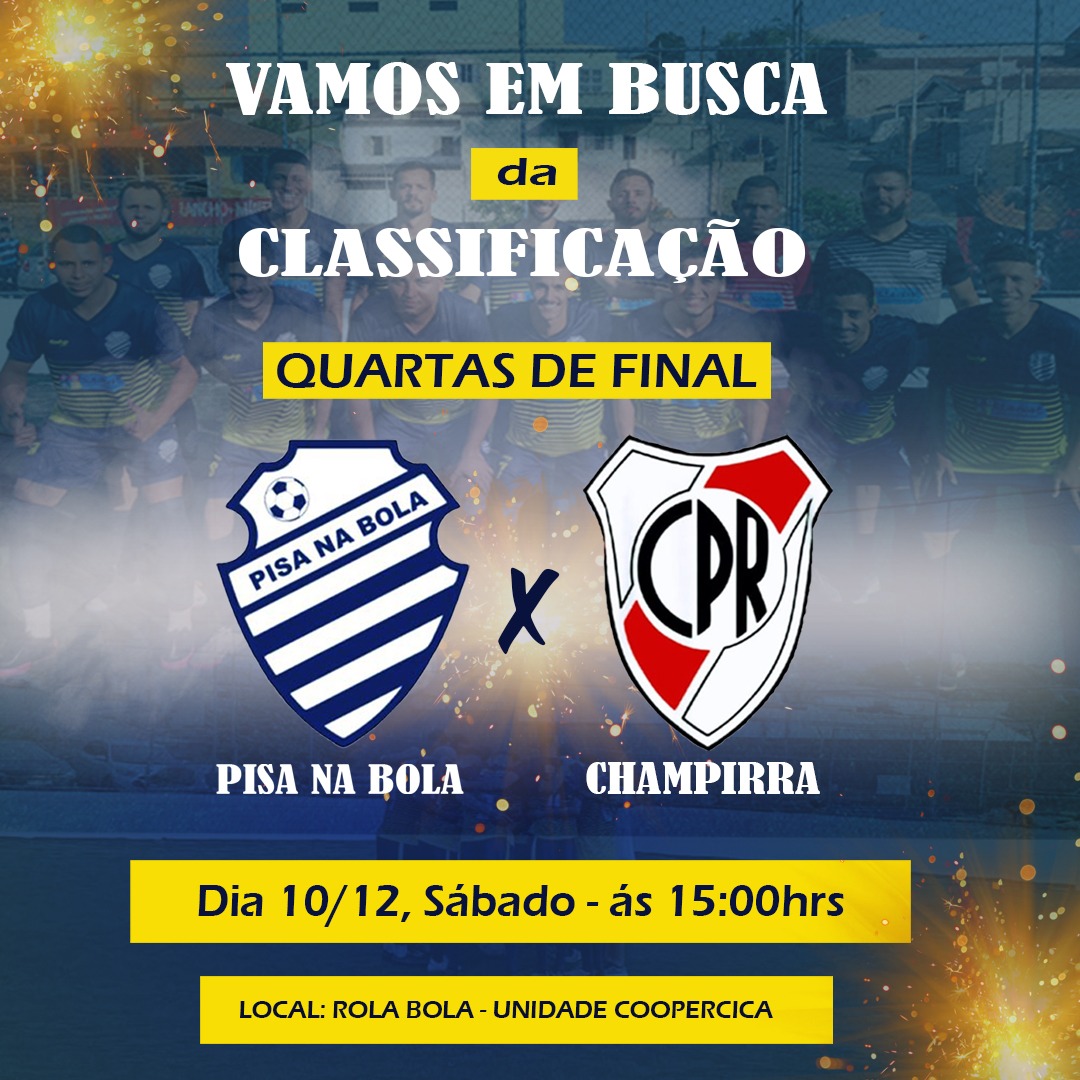 VAMOS EM BUSCA
da
CLASSIFICAÇÃO
QUARTAS DE FINAL
PISA NA BOLA
CPR
X
PISA NA BOLA
CHAMPIRRA
Dia 10/12, Sábado - ás 15:00hrs
LOCAL: ROLA BOLA - UNIDADE COOPERCICA